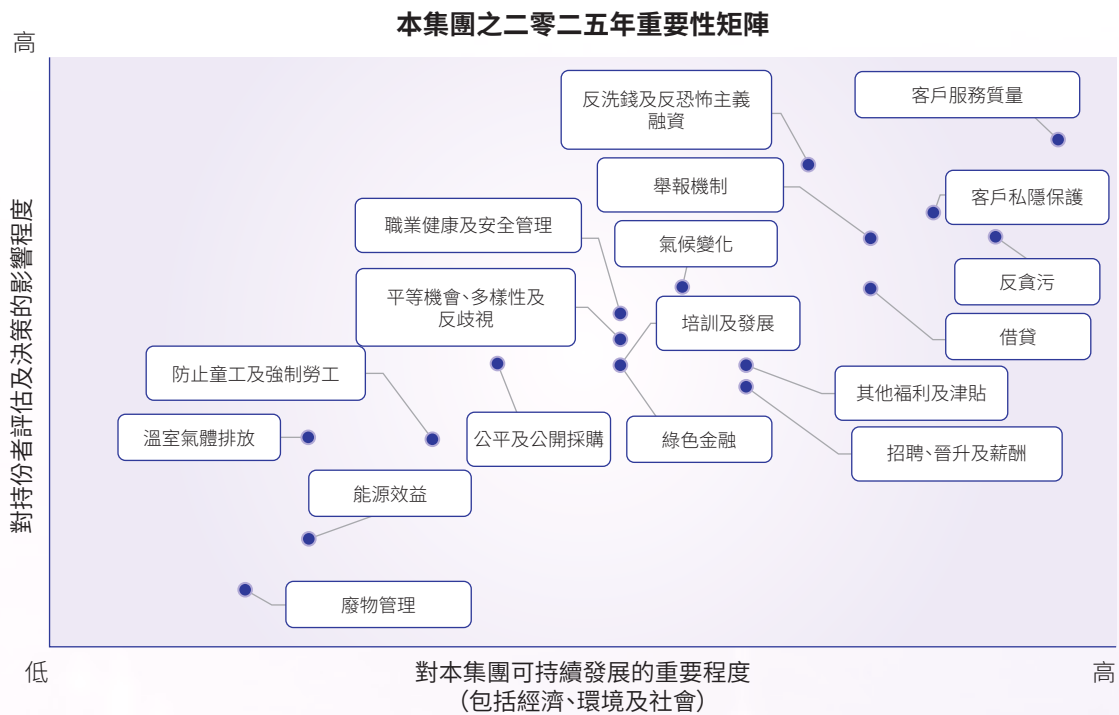 本集團之二零二五年重要性矩陣
高
對持份者評估及決策的影響程度
反洗錢及反恐怖主義
融資
客戶服務質量
舉報機制
客戶私隱保護
職業健康及安全管理
氣候變化
反貪污
平等機會、多樣性及
反歧視
培訓及發展
借貸
防止童工及強制勞工
其他福利及津貼
溫室氣體排放
公平及公開採購
綠色金融
招聘、晉升及薪酬
能源效益
廢物管理
低
對本集團可持續發展的重要程度
(包括經濟、環境及社會)
高